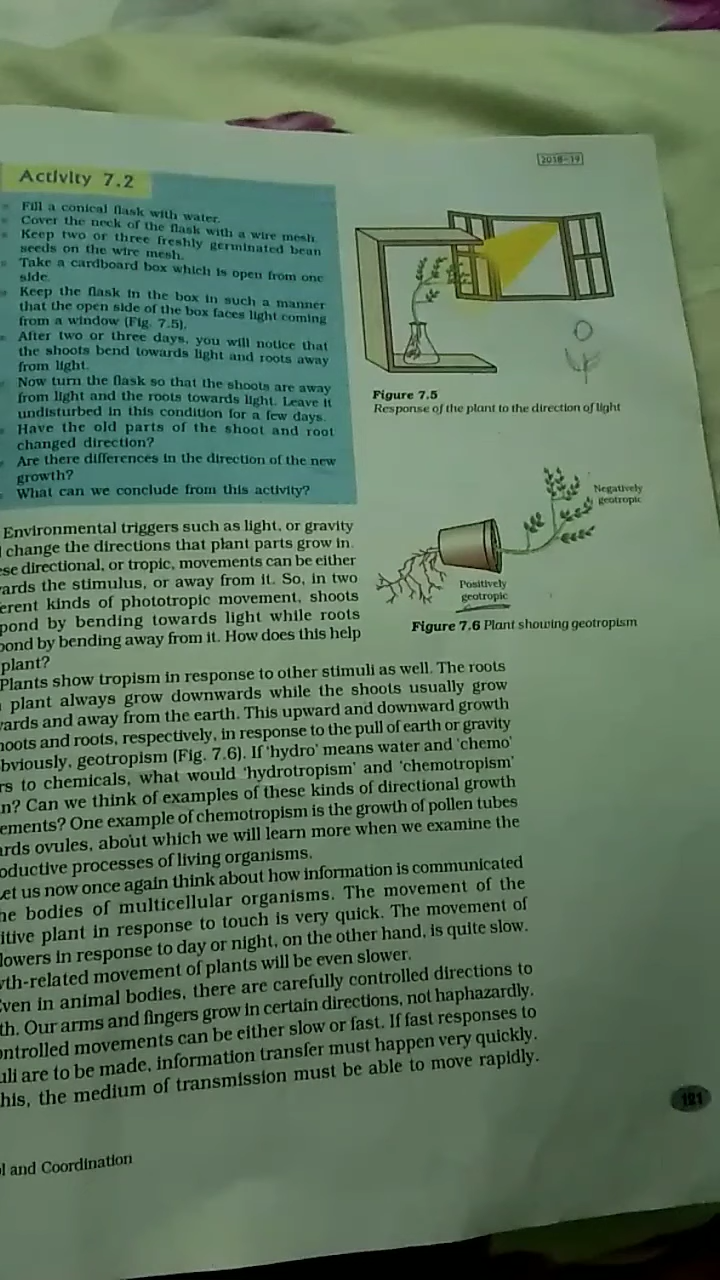 2018-19
Activity 7.2
Fill a conical flask with water.
Cover the neck of the flask with a wire mesh.
Keep two or three freshly germinated bean
seeds on the wire mesh.
Take a cardboard box which is open from one
side.
Keep the flask in the box in such a manner
that the open side of the box faces light coming
from a window (Fig. 7.5).
After two or three days, you will notice that
the shoots bend towards light and roots away
from light.
Now turn the flask so that the shoots are away
from light and the roots towards light. Leave it
undisturbed in this condition for a few days.
Have the old parts of the shoot and root
changed direction?
Are there differences in the direction of the new
growth?
What can we conclude from this activity?
Figure 7.5
Response of the plant to the direction of light
Negatively
geotropic
Positively
geotropic
Figure 7.6 Plant showing geotropism
Environmental triggers such as light, or gravity
change the directions that plant parts grow in.
se directional, or tropic, movements can be either
ards the stimulus, or away from it. So, in two
erent kinds of phototropic movement, shoots
pond by bending towards light while roots
pond by bending away from it. How does this help
plant?
Plants show tropism in response to other stimuli as well. The roots
plant always grow downwards while the shoots usually grow
ards and away from the earth. This upward and downward growth
hoots and roots, respectively, in response to the pull of earth or gravity
bviously, geotropism (Fig. 7.6). If 'hydro' means water and 'chemo'
rs to chemicals, what would 'hydrotropism' and 'chemotropism'
n? Can we think of examples of these kinds of directional growth
ements? One example of chemotropism is the growth of pollen tubes
ards ovules, about which we will learn more when we examine the
oductive processes of living organisms.
Let us now once again think about how information is communicated
he bodies of multicellular organisms. The movement of the
itive plant in response to touch is very quick. The movement of
lowers in response to day or night, on the other hand, is quite slow.
wth-related movement of plants will be even slower.
Even in animal bodies, there are carefully controlled directions to
th. Our arms and fingers grow in certain directions, not haphazardly.
ontrolled movements can be either slow or fast. If fast responses to
uli are to be made, information transfer must happen very quickly.
his, the medium of transmission must be able to move rapidly.
l and Coordination
121